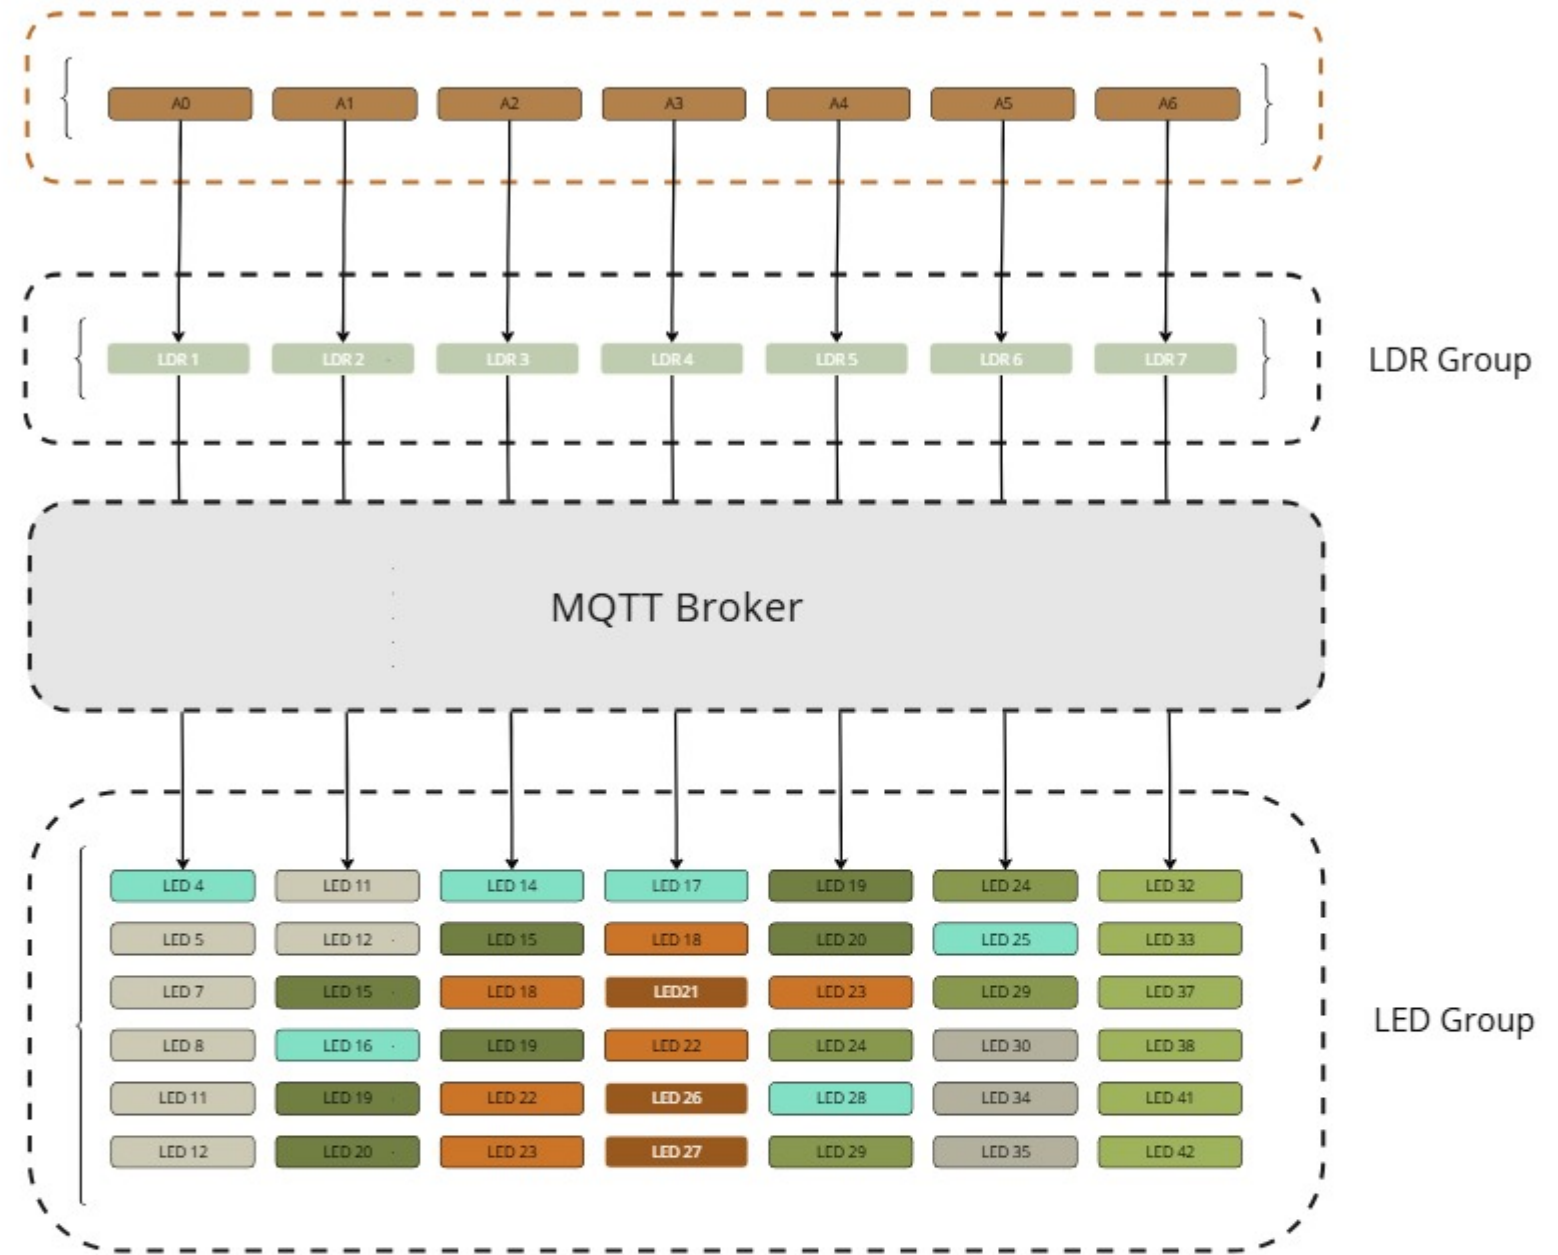 A0 A1 A2 A3 A4 A5 A6
LDR 1 LDR 2 LDR 3 LDR 4 LDR 5 LDR 6 LDR 7
LDR Group
MQTT Broker
LED 4 LED 11 LED 14 LED 17 LED 19 LED 24 LED 32
LED 5 LED 12 LED 15 LED 18 LED 20 LED 25 LED 33
LED 7 LED 15 LED 18 LED21 LED 23 LED 29 LED 37
LED Group
LED 8 LED 16 LED 19 LED 22 LED 24 LED 30 LED 38
LED 11 LED 19 LED 22 LED 26 LED 28 LED 34 LED 41
LED 12 LED 20 LED 23 LED 27 LED 29 LED 35 LED 42